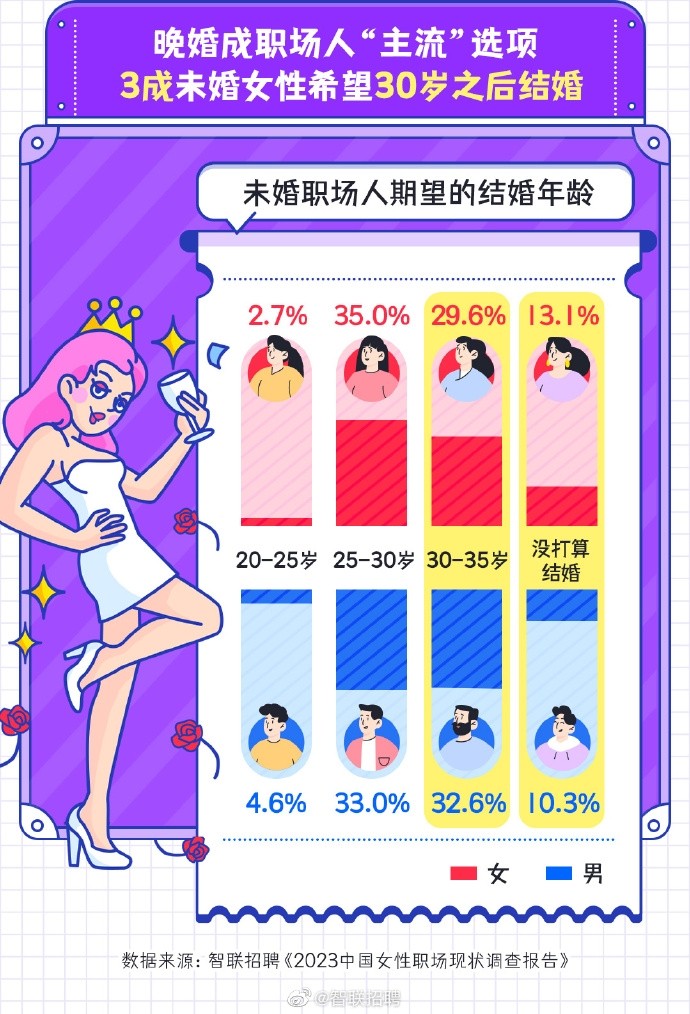 晚婚成职场人“主流”选项
3成未婚女性希望30岁之后结婚
未婚职场人期望的结婚年龄
2.7% 35.0% 29.6% 13.1%
20-25岁 25-30岁 30-35岁 没打算
结婚
4.6% 33.0% 32.6% 10.3%
女 男
数据来源：智联招聘《2023中国女性职场现状调查报告》
@智联招聘